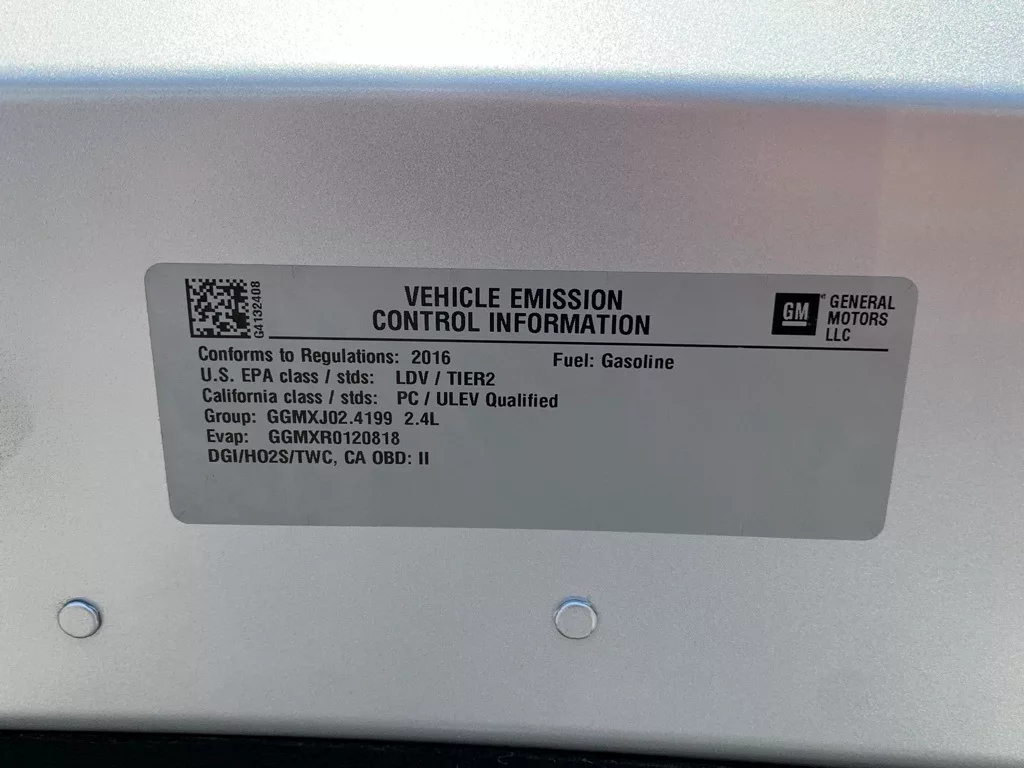 G4132408
VEHICLE EMISSION
CONTROL INFORMATION
GM
GENERAL
MOTORS
LLC
Conforms to Regulations: 2016
Fuel: Gasoline
U.S. EPA class / stds: LDV / TIER2
California class / stds: PC / ULEV Qualified
Group: GGMXJ02.4199 2.4L
Evap: GGMXR0120818
DGI/HO2S/TWC, CA OBD: II